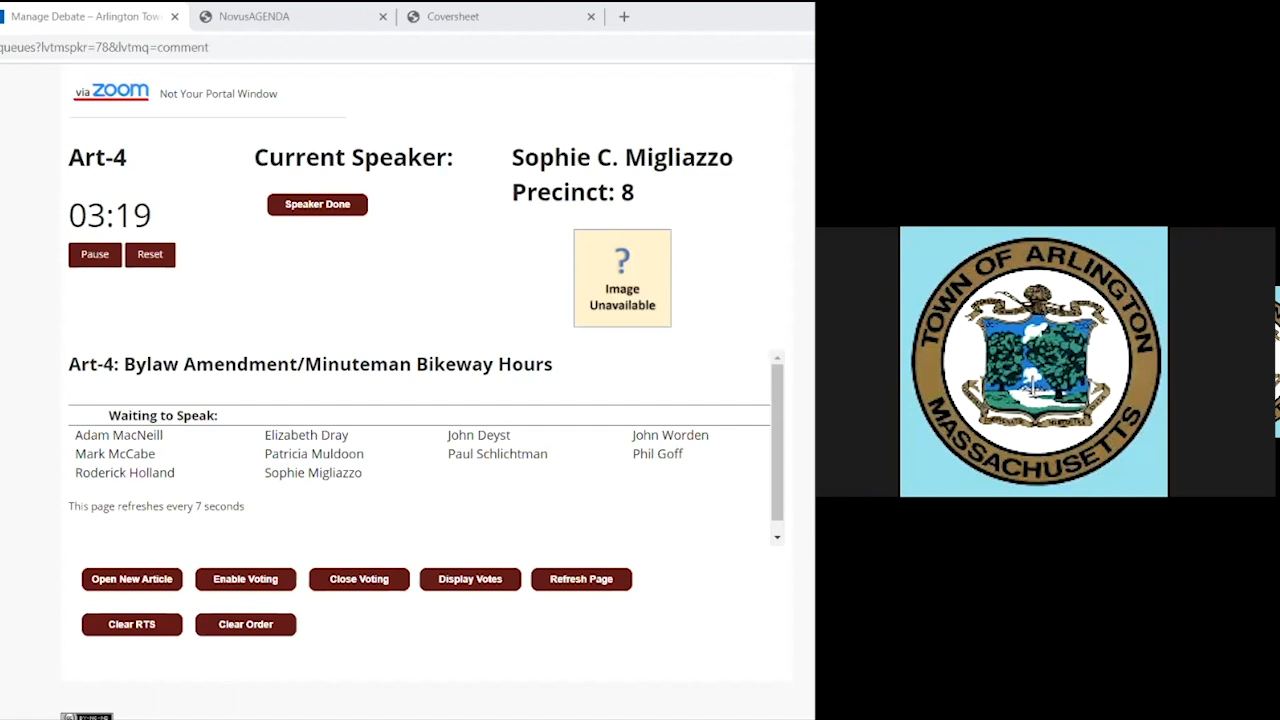 Manage Debate – Arlington Tow
NovusAGENDA
Coversheet
queues?lvtmspkr=78&lvtmq=comment
via zoom Not Your Portal Window
Art-4
Current Speaker:
Sophie C. Migliazzo
Precinct: 8
03:19
Speaker Done
Pause
Reset
?
Image
Unavailable
Art-4: Bylaw Amendment/Minuteman Bikeway Hours
Waiting to Speak:
Adam MacNeill Elizabeth Dray John Deyst John Worden
Mark McCabe Patricia Muldoon Paul Schlichtman Phil Goff
Roderick Holland Sophie Migliazzo
This page refreshes every 7 seconds
Open New Article
Enable Voting
Close Voting
Display Votes
Refresh Page
Clear RTS
Clear Order
TOWN OF ARLINGTON
MASSACHUSETTS